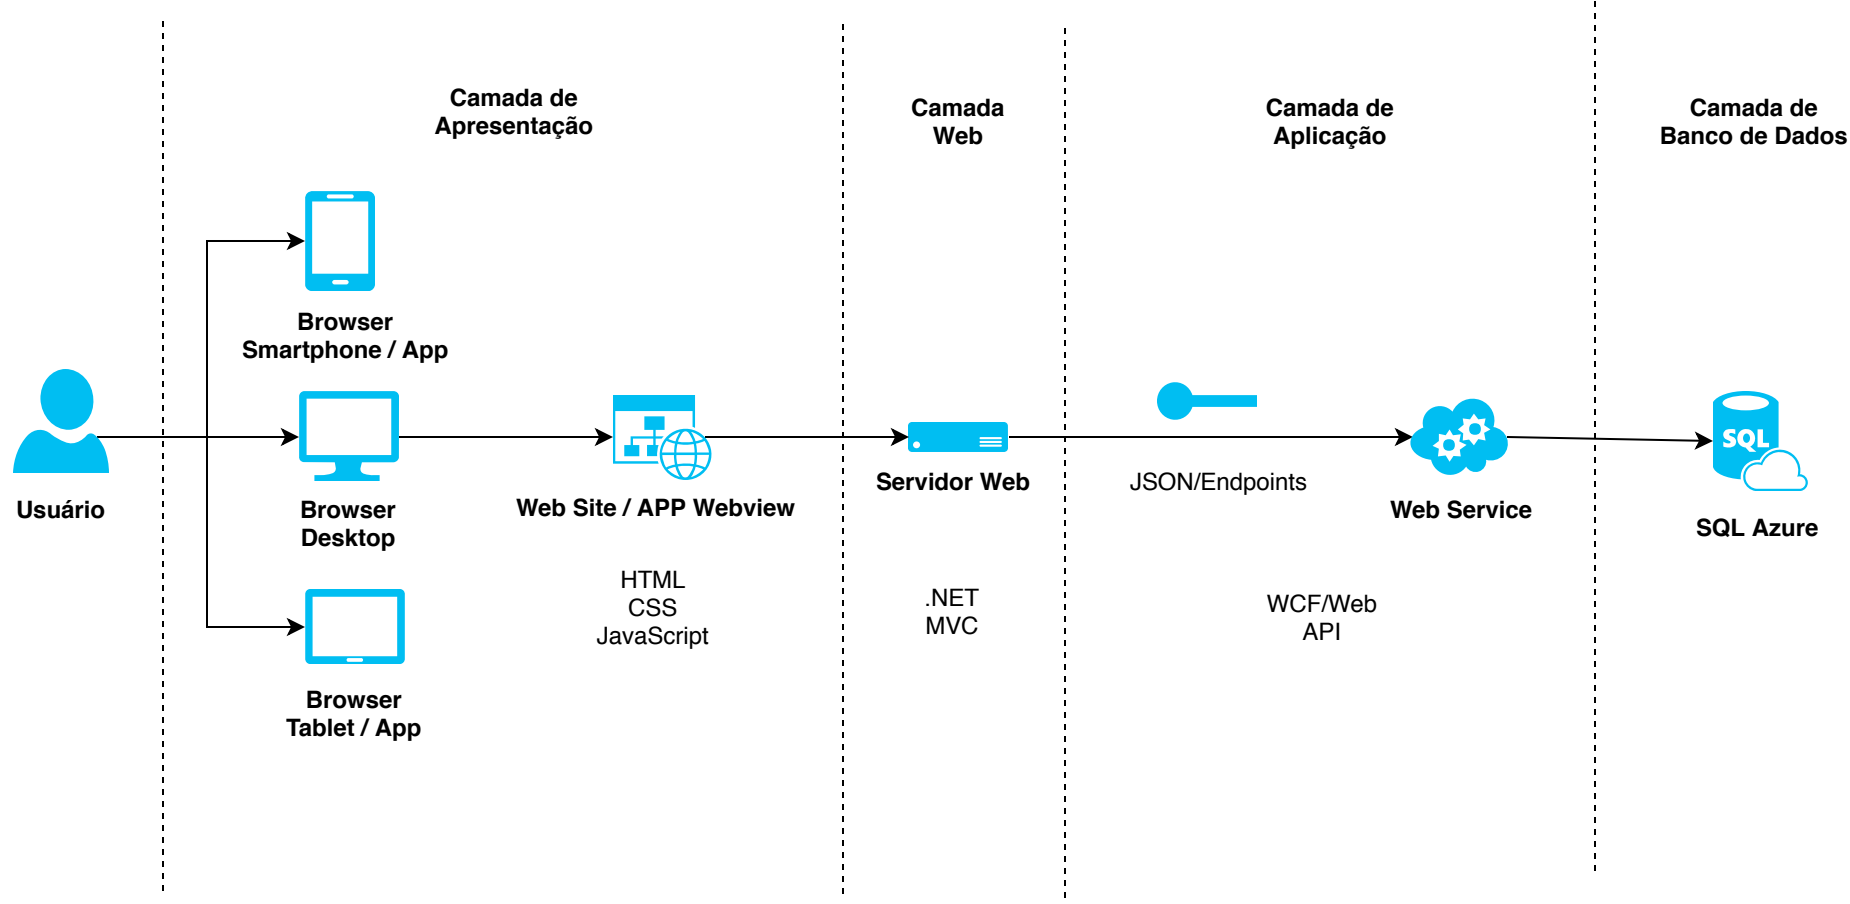 Camada de
Apresentação
Camada
Web
Camada de
Aplicação
Camada de
Banco de Dados
Browser
Smartphone / App
Usuário
Browser
Desktop
Web Site / APP Webview
HTML
CSS
JavaScript
Browser
Tablet / App
Servidor Web
.NET
MVC
JSON/Endpoints
Web Service
WCF/Web
API
SQL
SQL Azure